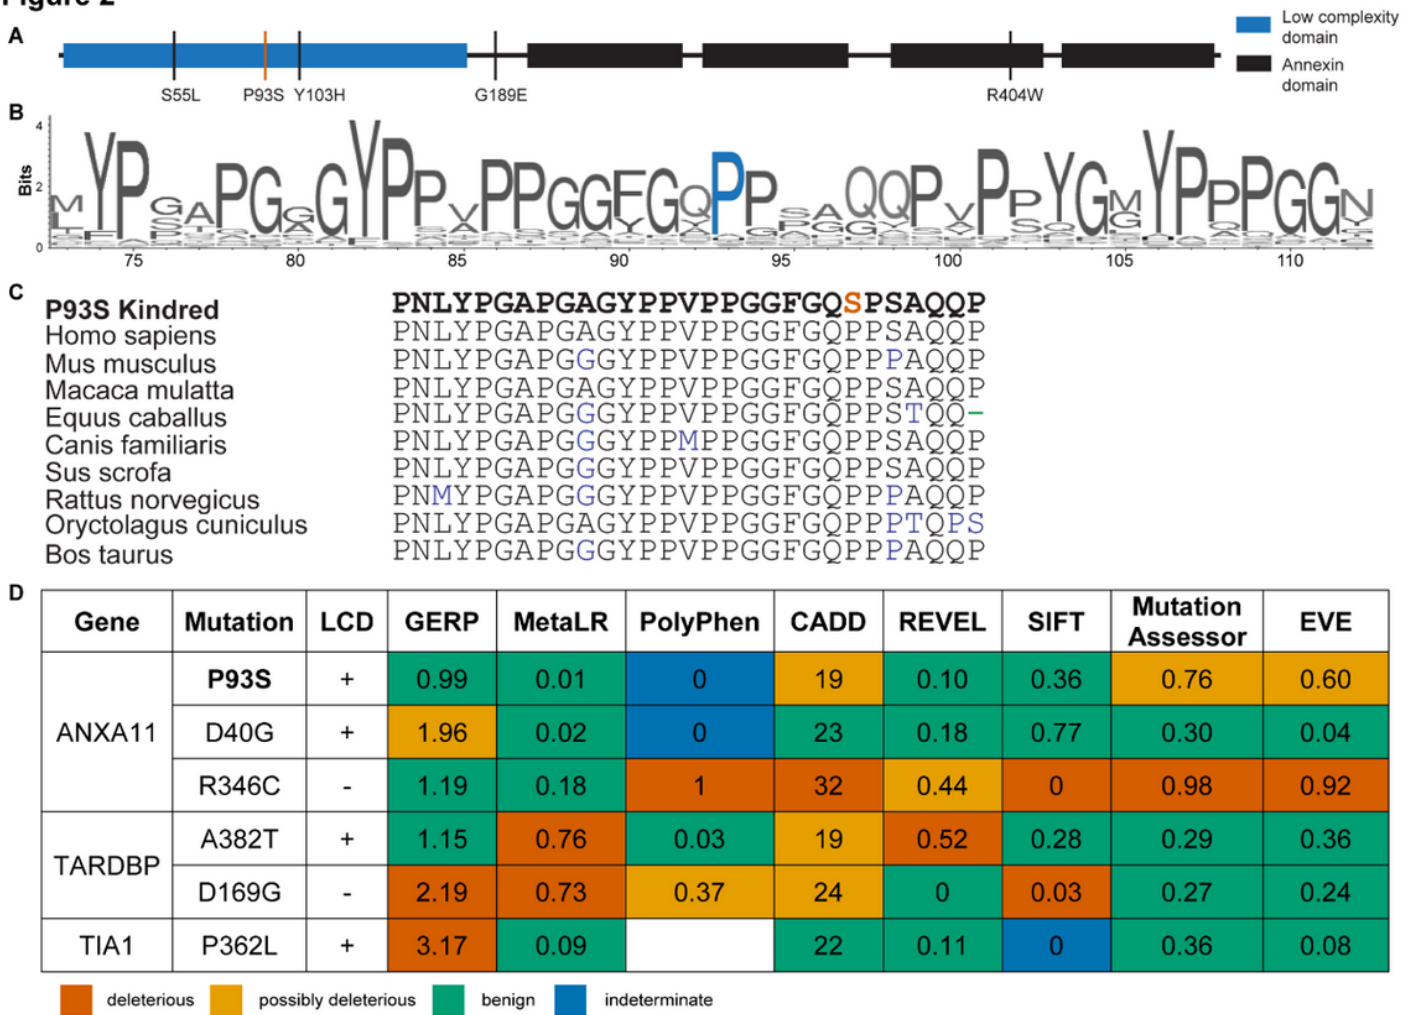 Figure 2
A
Low complexity
domain
Annexin
domain
S55L P93S Y103H G189E R404W
B
Bits
4
2
0
75 80 85 90 95 100 105 110
C
P93S Kindred PNLYPGAPGAGYPPVPPGGFGQSPSAQQP
Homo sapiens PNLYPGAPGAGYPPVPPGGFGQPPSAQQP
Mus musculus PNLYPGAPGGGYPPVPPGGFGQPPPAQQP
Macaca mulatta PNLYPGAPGAGYPPVPPGGFGQPPSAQQP
Equus caballus PNLYPGAPGGGYPPVPPGGFGQPPSTQQ-
Canis familiaris PNLYPGAPGGGYPPMPPGGFGQPPSAQQP
Sus scrofa PNLYPGAPGGGYPPVPPGGFGQPPSAQQP
Rattus norvegicus PNMYPGAPGGGYPPVPPGGFGQPPPAQQP
Oryctolagus cuniculus PNLYPGAPGAGYPPVPPGGFGQPPPTQPS
Bos taurus PNLYPGAPGGGYPPVPPGGFGQPPPAQQP
D
Gene Mutation LCD GERP MetaLR PolyPhen CADD REVEL SIFT Mutation Assessor EVE
ANXA11 P93S + 0.99 0.01 0 19 0.10 0.36 0.76 0.60
D40G + 1.96 0.02 0 23 0.18 0.77 0.30 0.04
R346C - 1.19 0.18 1 32 0.44 0 0.98 0.92
TARDBP A382T + 1.15 0.76 0.03 19 0.52 0.28 0.29 0.36
D169G - 2.19 0.73 0.37 24 0 0.03 0.27 0.24
TIA1 P362L + 3.17 0.09 22 0.11 0 0.36 0.08
deleterious possibly deleterious benign indeterminate